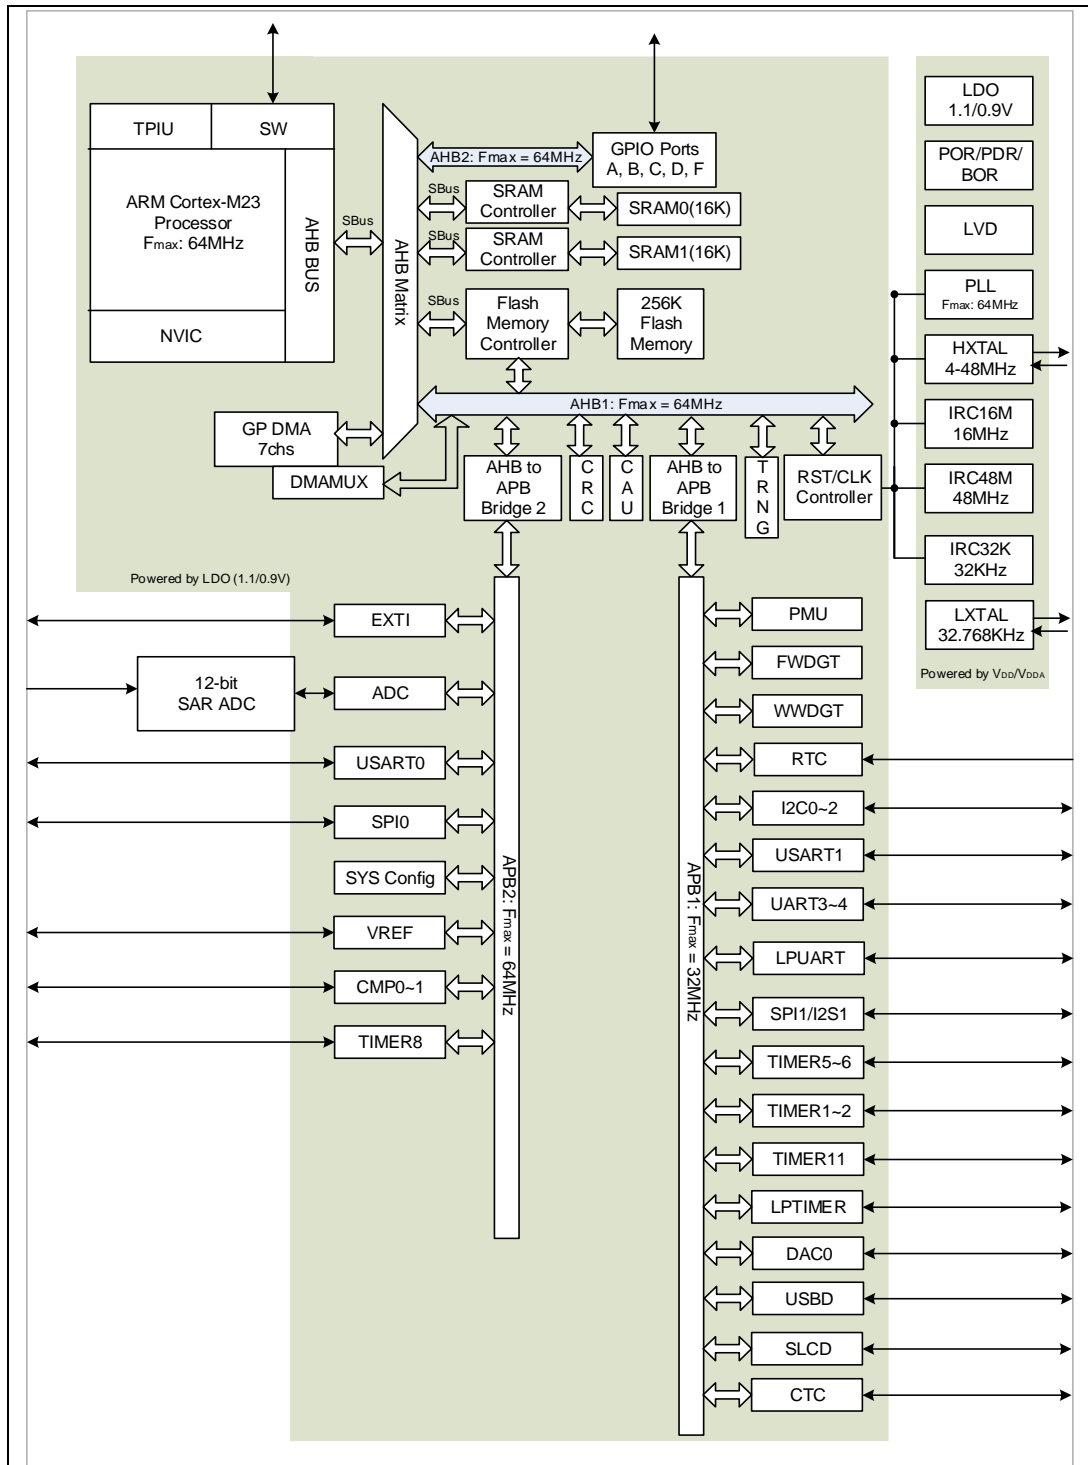 TPIU
SW
ARM Cortex-M23
Processor
Fmax: 64MHz
AHB BUS
NVIC
SBus
AHB Matrix
AHB2: Fmax = 64MHz
GPIO Ports
A, B, C, D, F
SBus
SRAM
Controller
SRAM0(16K)
SBus
SRAM
Controller
SRAM1(16K)
SBus
Flash
Memory
Controller
256K
Flash
Memory
AHB1: Fmax = 64MHz
GP DMA
7chs
DMAMUX
AHB to
APB
Bridge 2
C
R
C
C
A
U
AHB to
APB
Bridge 1
T
R
N
G
RST/CLK
Controller
LDO
1.1/0.9V
POR/PDR/
BOR
LVD
PLL
Fmax: 64MHz
HXTAL
4-48MHz
IRC16M
16MHz
IRC48M
48MHz
IRC32K
32KHz
LXTAL
32.768KHz
Powered by VDD/VDDA
Powered by LDO (1.1/0.9V)
EXTI
12-bit
SAR ADC
ADC
USART0
SPI0
SYS Config
VREF
CMP0~1
TIMER8
APB2: Fmax = 64MHz
APB1: Fmax = 32MHz
PMU
FWDGT
WWDGT
RTC
I2C0~2
USART1
UART3~4
LPUART
SPI1/I2S1
TIMER5~6
TIMER1~2
TIMER11
LPTIMER
DAC0
USBD
SLCD
CTC